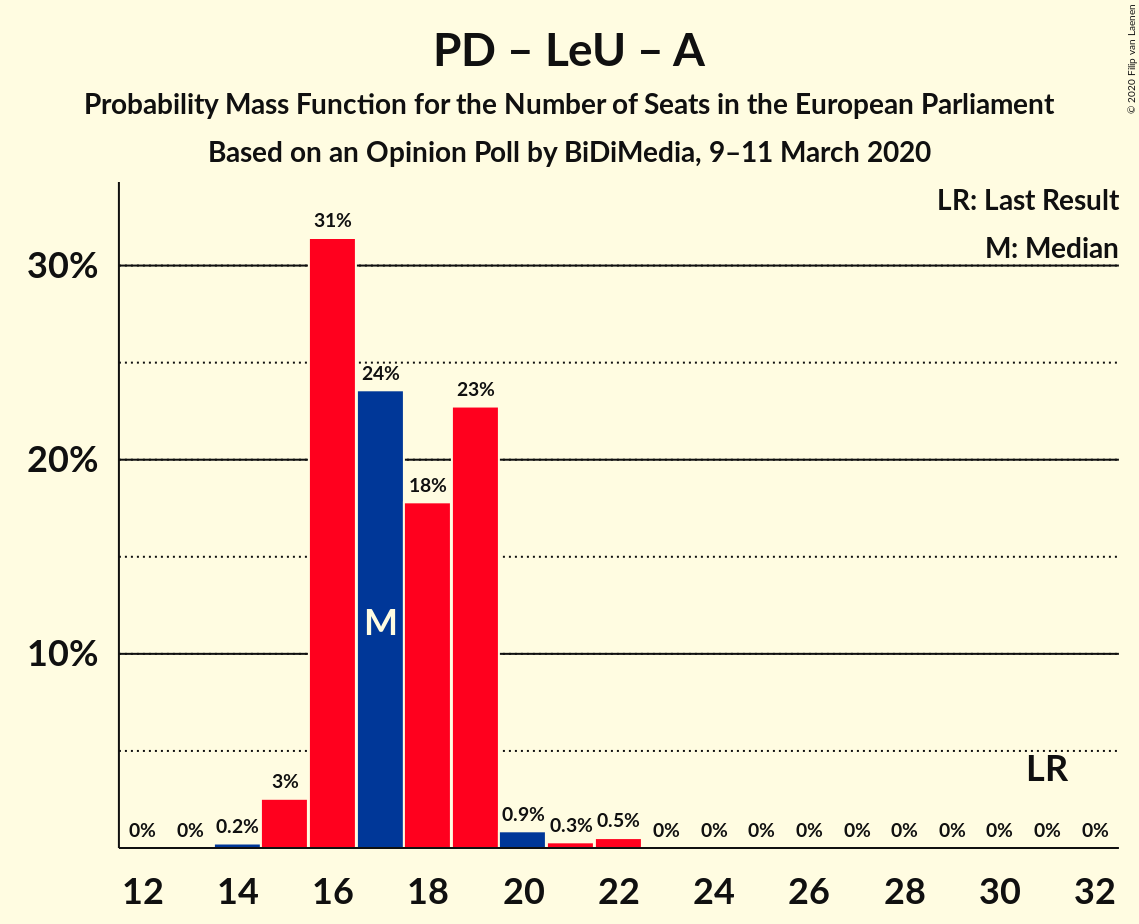 PD – LeU – A
Probability Mass Function for the Number of Seats in the European Parliament
Based on an Opinion Poll by BiDiMedia, 9–11 March 2020
© 2020 Filip van Laenen
LR: Last Result
M: Median
30%
20%
10%
0% 0% 0.2% 3% 31% 24% 18% 23% 0.9% 0.3% 0.5% 0% 0% 0% 0% 0% 0% 0% 0% 0% 0%
M
LR
12 14 16 18 20 22 24 26 28 30 32